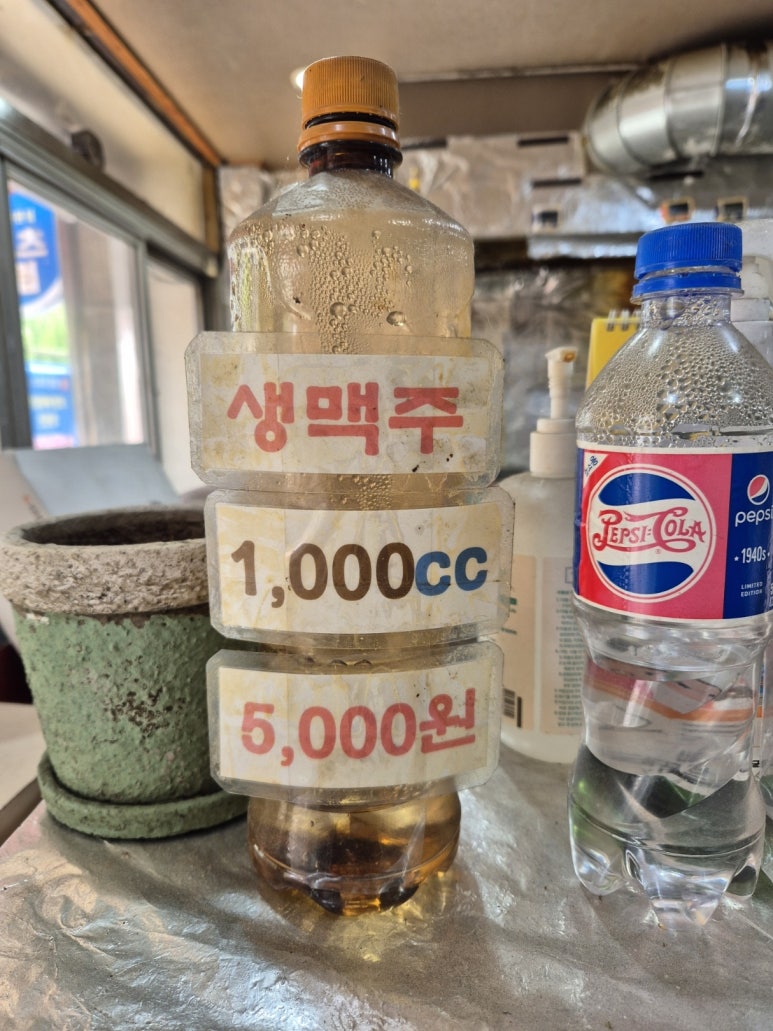 생맥주
1,000cc
5,000원
PEPSI-COLA
pepsi
1940s
LIMITED
EDITION